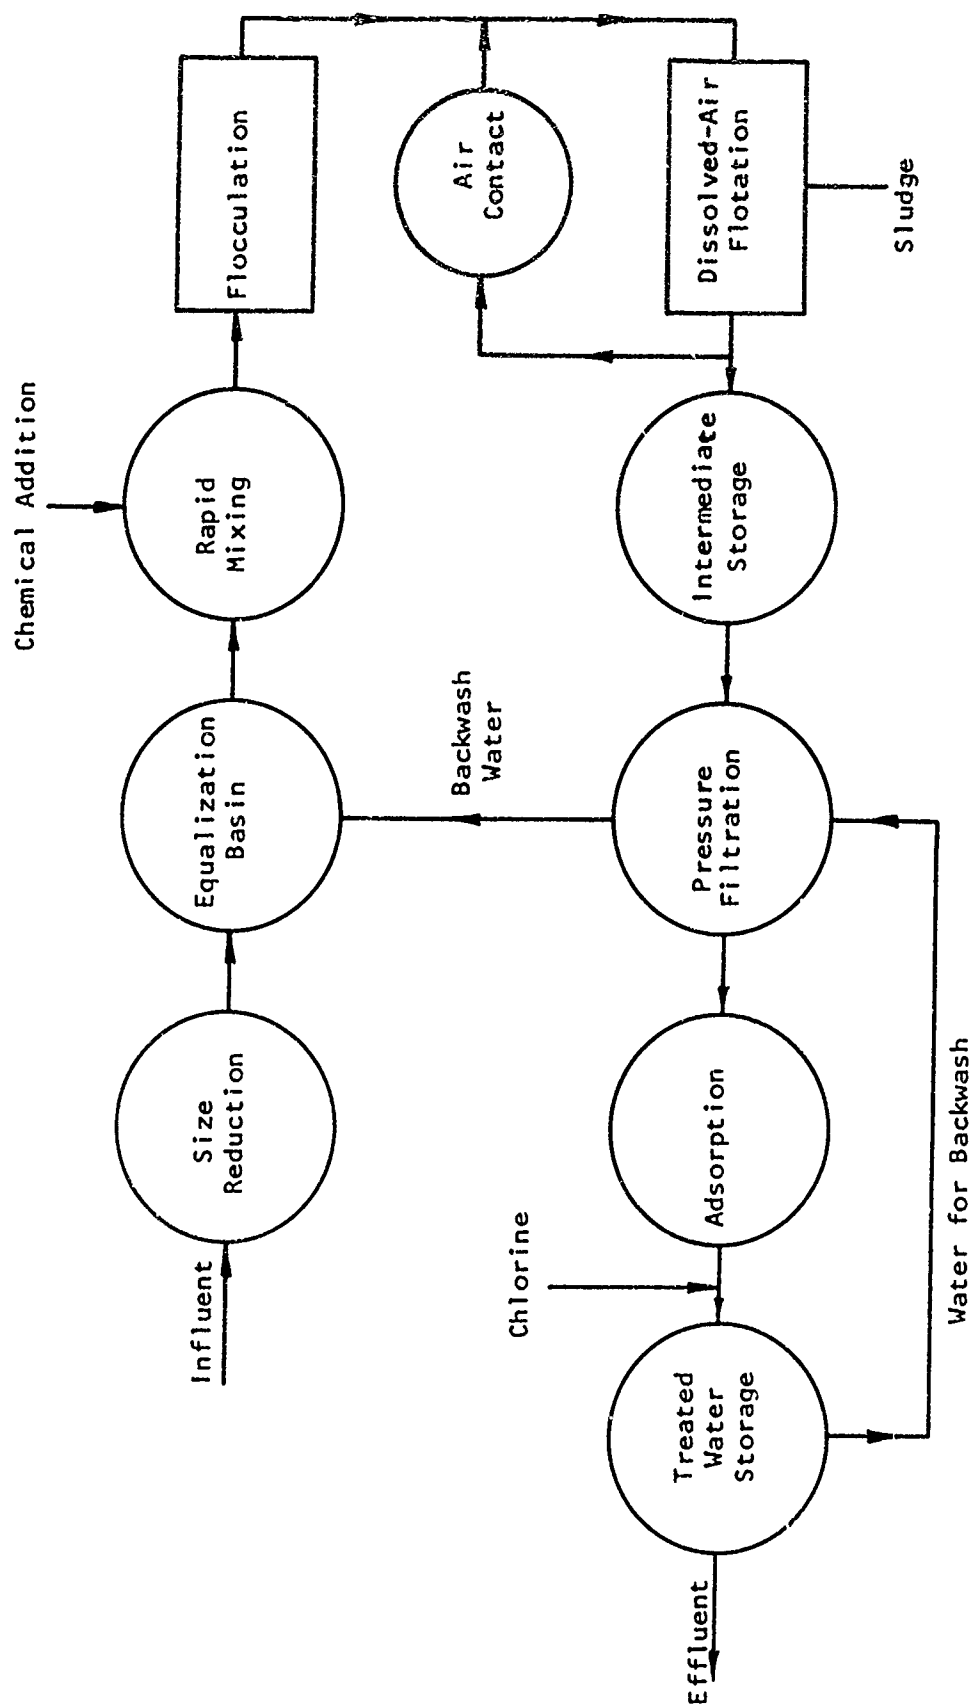 Influent
Size
Reduction
Equalization
Basin
Chemical Addition
Rapid
Mixing
Flocculation
Air
Contact
Dissolved-Air
Flotation
Sludge
Intermediate
Storage
Backwash
Water
Pressure
Filtration
Adsorption
Chlorine
Treated
Water
Storage
Effluent
Water for Backwash